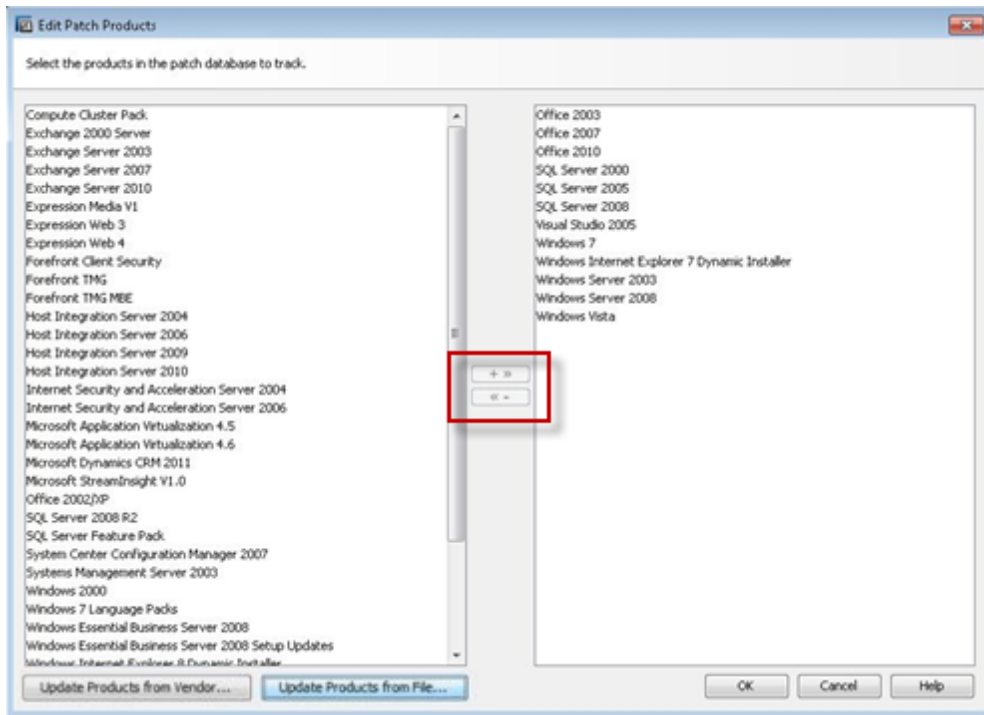 Edit Patch Products
Select the products in the patch database to track.
Compute Cluster Pack
Exchange 2000 Server
Exchange Server 2003
Exchange Server 2007
Exchange Server 2010
Expression Media V1
Expression Web 3
Expression Web 4
Forefront Client Security
Forefront TMG
Forefront TMG MBE
Host Integration Server 2004
Host Integration Server 2006
Host Integration Server 2009
Host Integration Server 2010
Internet Security and Acceleration Server 2004
Internet Security and Acceleration Server 2006
Microsoft Application Virtualization 4.5
Microsoft Application Virtualization 4.6
Microsoft Dynamics CRM 2011
Microsoft StreamInsight V1.0
Office 2002/XP
SQL Server 2008 R2
SQL Server Feature Pack
System Center Configuration Manager 2007
Systems Management Server 2003
Windows 2000
Windows 7 Language Packs
Windows Essential Business Server 2008
Windows Essential Business Server 2008 Setup Updates
Windows Internet Explorer 8 Dynamic Installer
+ »
« -
Office 2003
Office 2007
Office 2010
SQL Server 2000
SQL Server 2005
SQL Server 2008
Visual Studio 2005
Windows 7
Windows Internet Explorer 7 Dynamic Installer
Windows Server 2003
Windows Server 2008
Windows Vista
Update Products from Vendor...
Update Products from File...
OK
Cancel
Help